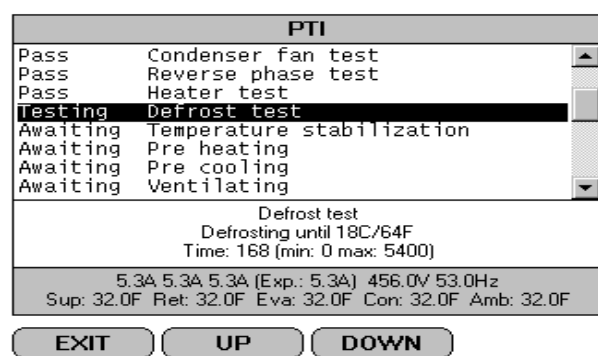 PTI
Pass Condenser fan test
Pass Reverse phase test
Pass Heater test
Testing Defrost test
Awaiting Temperature stabilization
Awaiting Pre heating
Awaiting Pre cooling
Awaiting Ventilating
Defrost test
Defrosting until 18C/64F
Time: 168 (min: 0 max: 5400)
5.3A 5.3A 5.3A (Exp.: 5.3A) 456.0V 53.0Hz
Sup: 32.0F Ret: 32.0F Eva: 32.0F Con: 32.0F Amb: 32.0F
EXIT UP DOWN